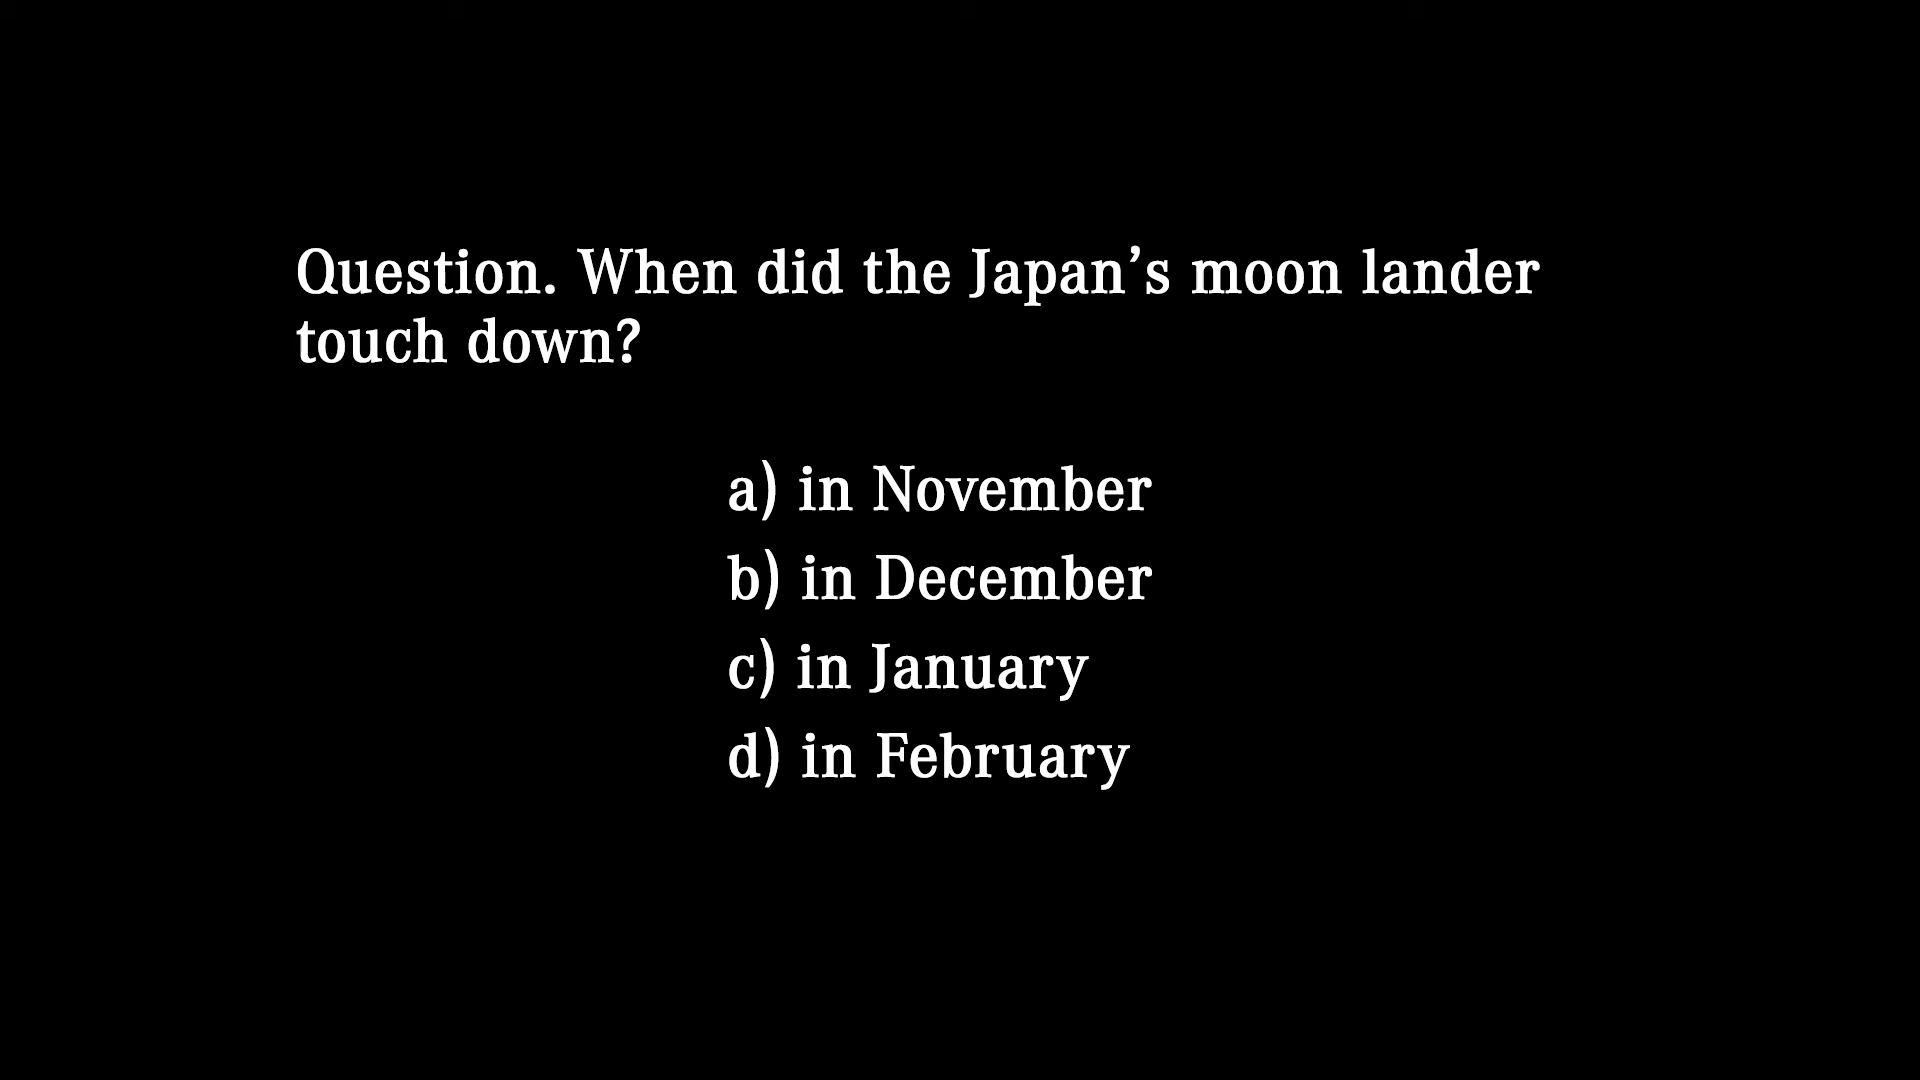 Question. When did the Japan’s moon lander
touch down?
a) in November
b) in December
c) in January
d) in February